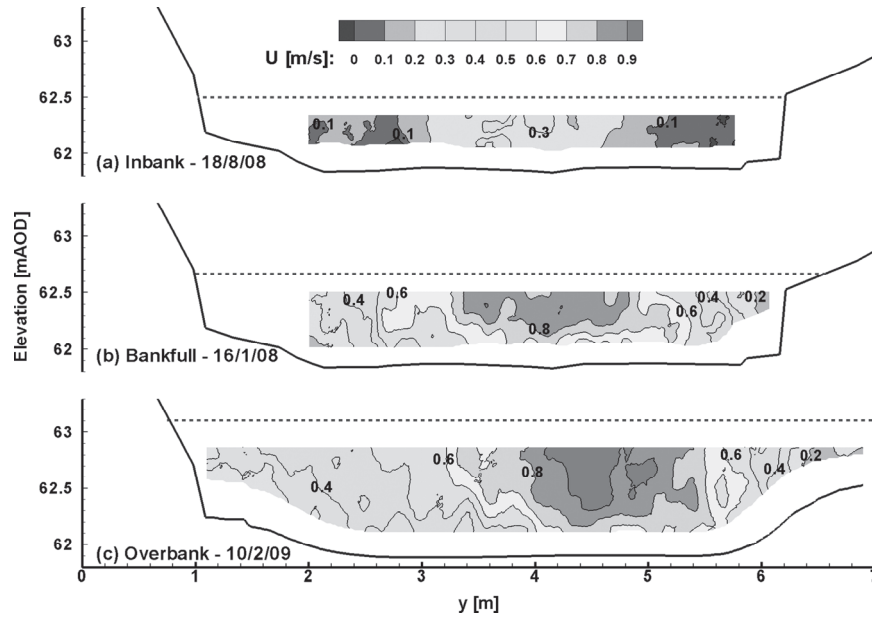 63
62.5
62
U [m/s]: 0 0.1 0.2 0.3 0.4 0.5 0.6 0.7 0.8 0.9
0.1 0.1 0.3 0.1
(a) Inbank - 18/8/08
63
62.5
62
0.4 0.6 0.8 0.6 0.4 0.2
(b) Bankfull - 16/1/08
Elevation [mAOD]
63
62.5
62
0.4 0.6 0.8 0.6 0.4 0.2
(c) Overbank - 10/2/09
0 1 2 3 4 5 6
y [m]